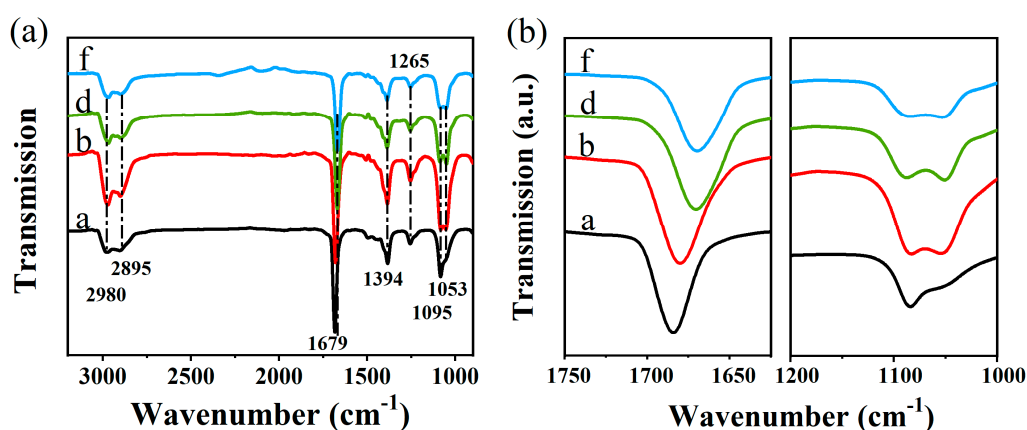 (a)
f
d
b
a
1265
2895
2980
1679
1394
1053
1095
Transmission
3000
2500
2000
1500
1000
Wavenumber (cm-1)
(b)
f
d
b
a
Transmission (a.u.)
1750
1700
1650
1200
1100
1000
Wavenumber (cm-1)